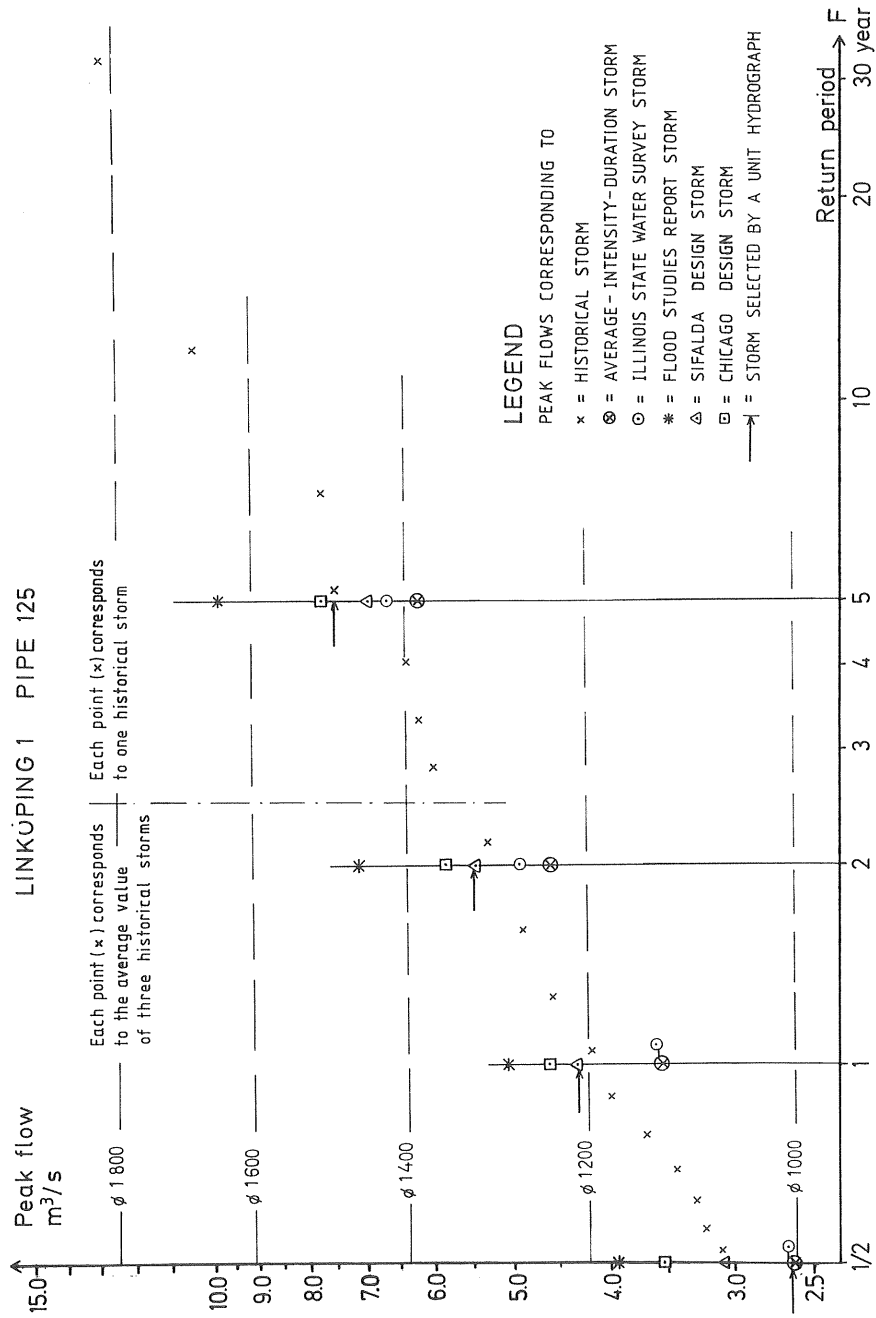 LINKÖPING 1 PIPE 125
Peak flow
m³/s
Each point (×) corresponds
to the average value
of three historical storms
Each point (×) corresponds
to one historical storm
15.0
10.0
9.0
8.0
7.0
6.0
5.0
4.0
3.0
2.5
ø 1800
ø 1600
ø 1400
ø 1200
ø 1000
LEGEND
PEAK FLOWS CORRESPONDING TO
× = HISTORICAL STORM
⊗ = AVERAGE-INTENSITY-DURATION STORM
⊙ = ILLINOIS STATE WATER SURVEY STORM
* = FLOOD STUDIES REPORT STORM
△ = SIFALDA DESIGN STORM
⊡ = CHICAGO DESIGN STORM
→| = STORM SELECTED BY A UNIT HYDROGRAPH
Return period F
1/2 1 2 3 4 5 10 20 30 year